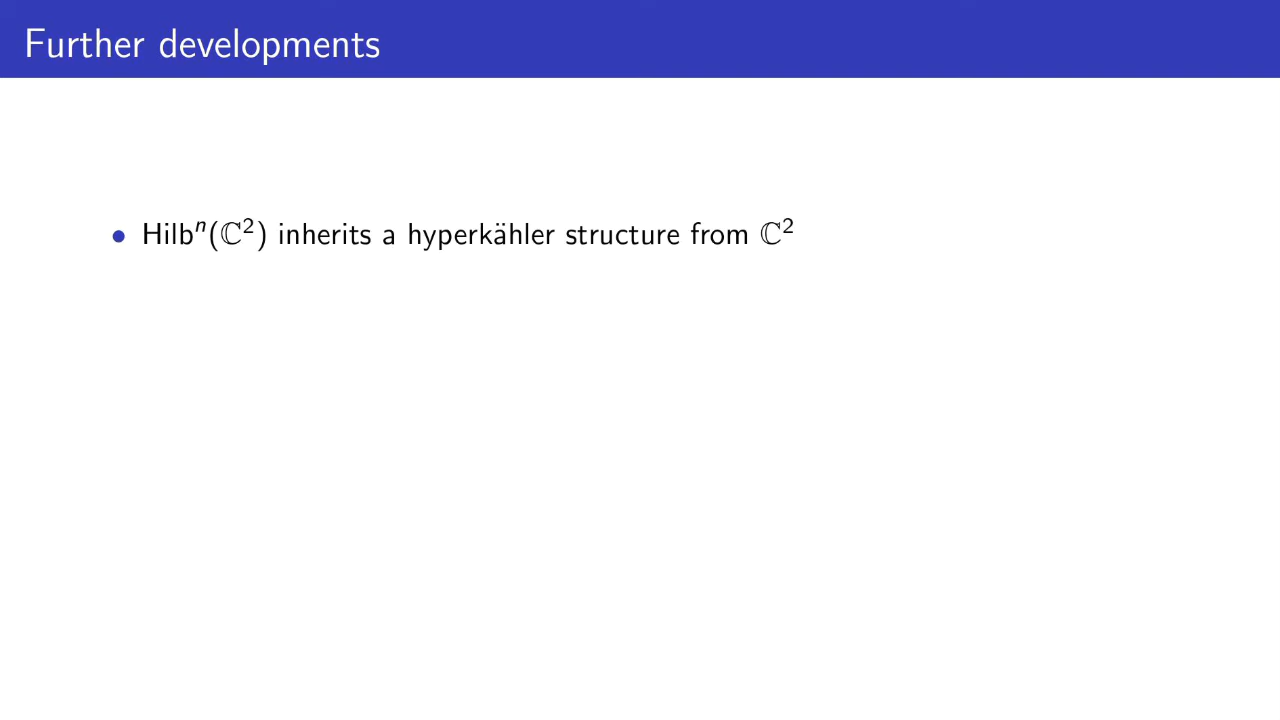 Further developments
• Hilbⁿ(ℂ²) inherits a hyperkähler structure from ℂ²